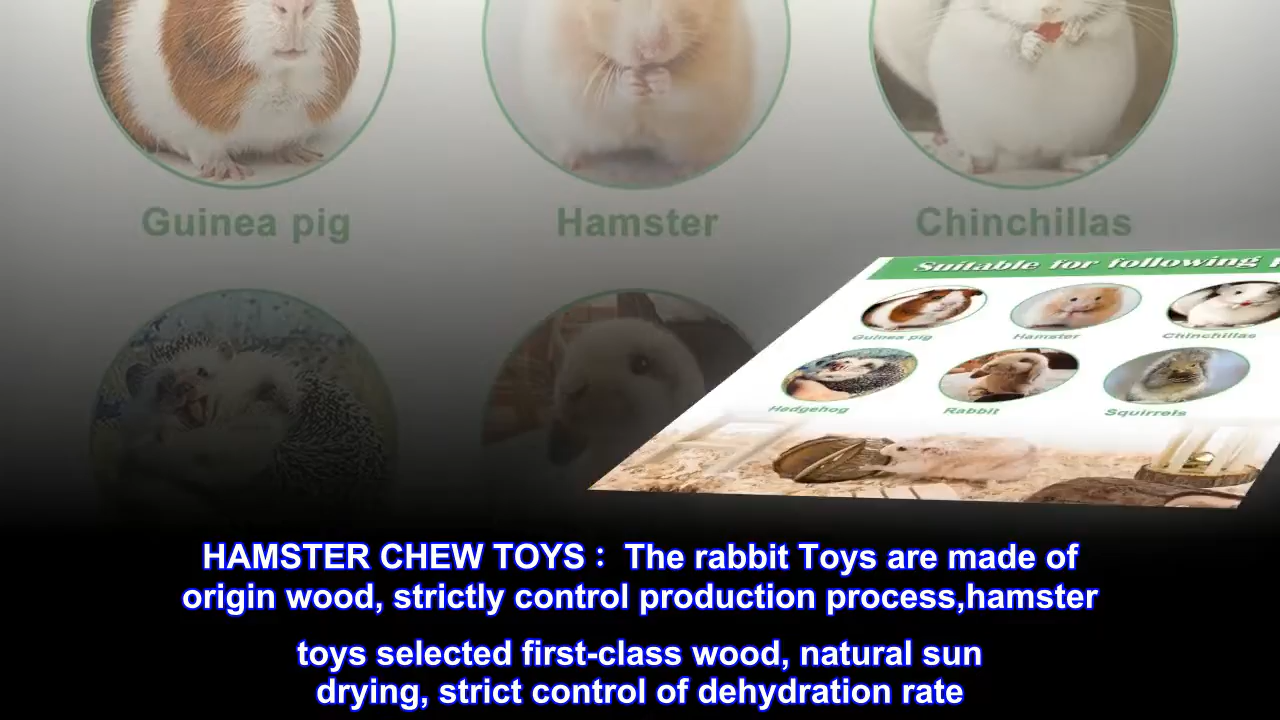 Guinea pig Hamster Chinchillas
Suitable for following
Guinea pig Hamster Chinchillas
Hadgehog Rabbit Squirrels
HAMSTER CHEW TOYS： The rabbit Toys are made of
origin wood, strictly control production process,hamster
toys selected first-class wood, natural sun
drying, strict control of dehydration rate